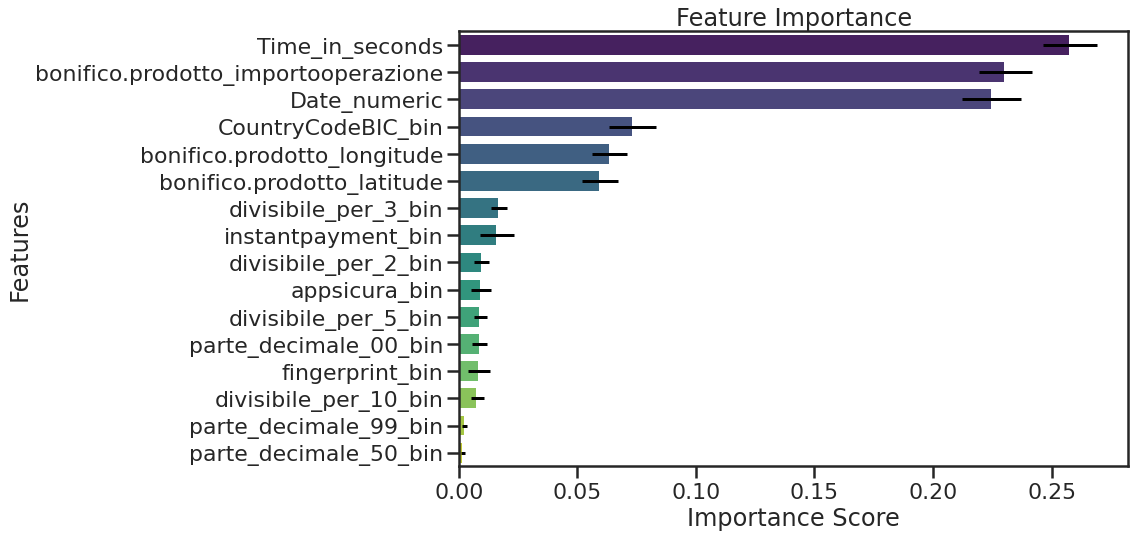 Feature Importance
Features
Time_in_seconds
bonifico.prodotto_importooperazione
Date_numeric
CountryCodeBIC_bin
bonifico.prodotto_longitude
bonifico.prodotto_latitude
divisibile_per_3_bin
instantpayment_bin
divisibile_per_2_bin
appsicura_bin
divisibile_per_5_bin
parte_decimale_00_bin
fingerprint_bin
divisibile_per_10_bin
parte_decimale_99_bin
parte_decimale_50_bin
0.00 0.05 0.10 0.15 0.20 0.25
Importance Score